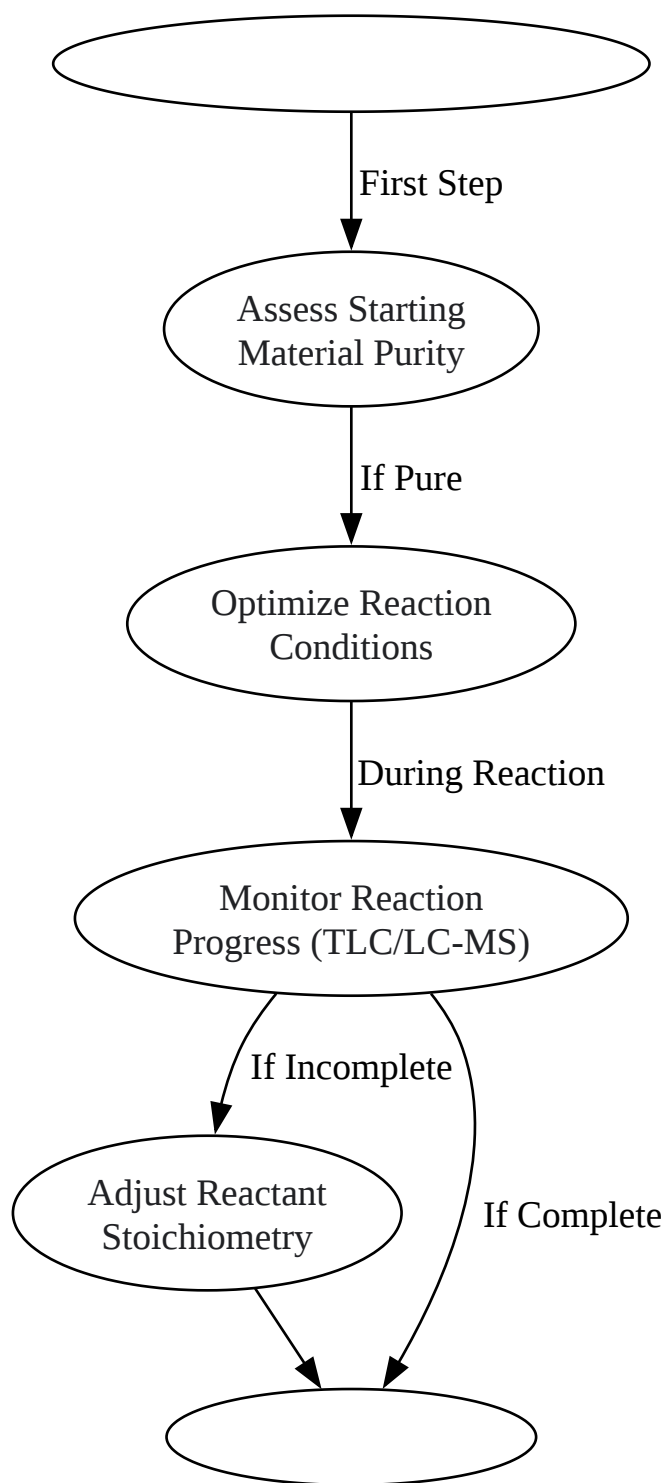 First Step
Assess Starting
Material Purity
If Pure
Optimize Reaction
Conditions
During Reaction
Monitor Reaction
Progress (TLC/LC-MS)
If Incomplete
Adjust Reactant
Stoichiometry
If Complete